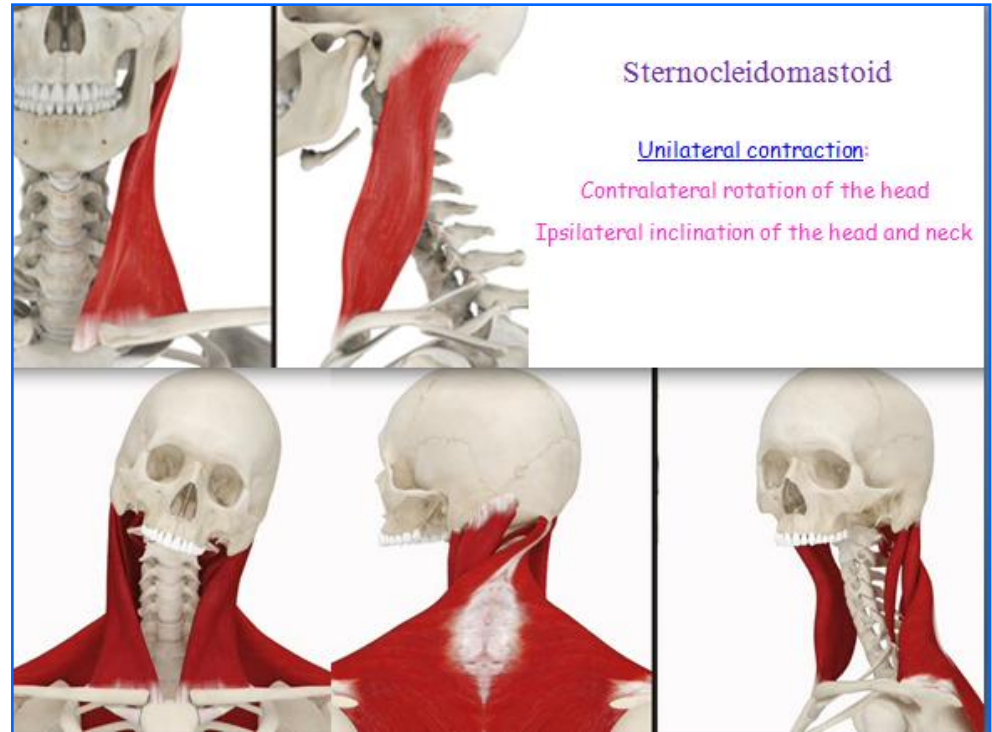 Sternocleidomastoid
Unilateral contraction:
Contralateral rotation of the head
Ipsilateral inclination of the head and neck